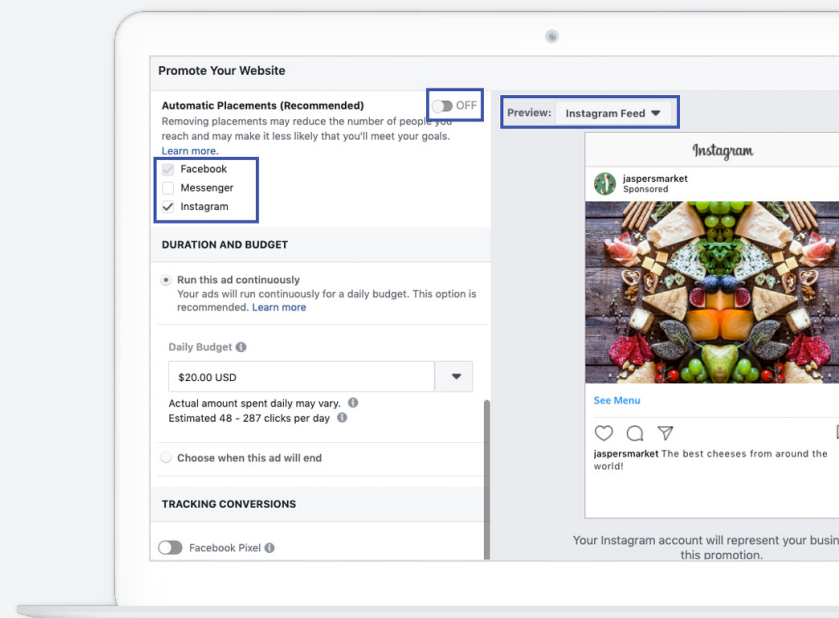 Promote Your Website
Automatic Placements (Recommended)
OFF
Removing placements may reduce the number of people you
reach and may make it less likely that you'll meet your goals.
Learn more.
Facebook
Messenger
Instagram
DURATION AND BUDGET
Run this ad continuously
Your ads will run continuously for a daily budget. This option is
recommended. Learn more
Daily Budget
$20.00 USD
Actual amount spent daily may vary.
Estimated 48 - 287 clicks per day
Choose when this ad will end
TRACKING CONVERSIONS
Facebook Pixel
Preview: Instagram Feed
Instagram
jaspersmarket
Sponsored
See Menu
jaspersmarket The best cheeses from around the
world!
Your Instagram account will represent your busin
this promotion.